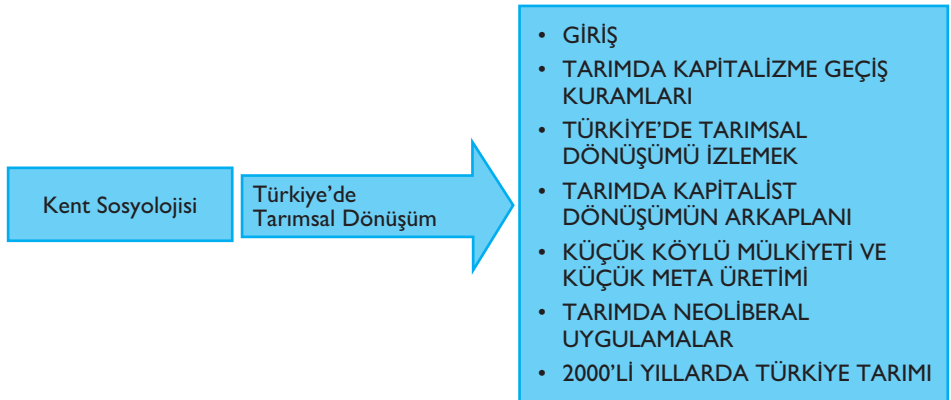 Kent Sosyolojisi
Türkiye’de
Tarımsal Dönüşüm
• GİRİŞ
• TARIMDA KAPİTALİZME GEÇİŞ
KURAMLARI
• TÜRKİYE’DE TARIMSAL
DÖNÜŞÜMÜ İZLEMEK
• TARIMDA KAPİTALİST
DÖNÜŞÜMÜN ARKAPLANI
• KÜÇÜK KÖYLÜ MÜLKİYETİ VE
KÜÇÜK META ÜRETİMİ
• TARIMDA NEOLİBERAL
UYGULAMALAR
• 2000’Lİ YILLARDA TÜRKİYE TARIMI